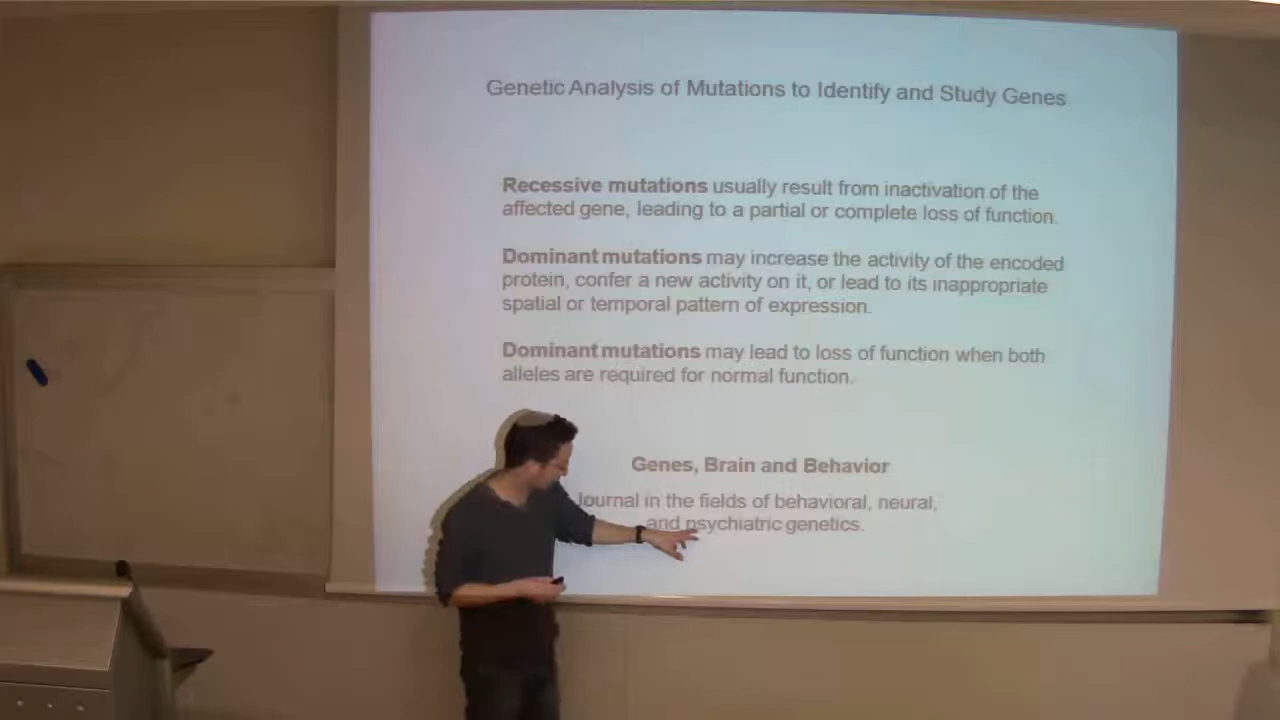 Genetic Analysis of Mutations to Identify and Study Genes
Recessive mutations usually result from inactivation of the
affected gene, leading to a partial or complete loss of function.
Dominant mutations may increase the activity of the encoded
protein, confer a new activity on it, or lead to its inappropriate
spatial or temporal pattern of expression.
Dominant mutations may lead to loss of function when both
alleles are required for normal function.
Genes, Brain and Behavior
Journal in the fields of behavioral, neural,
and psychiatric genetics.